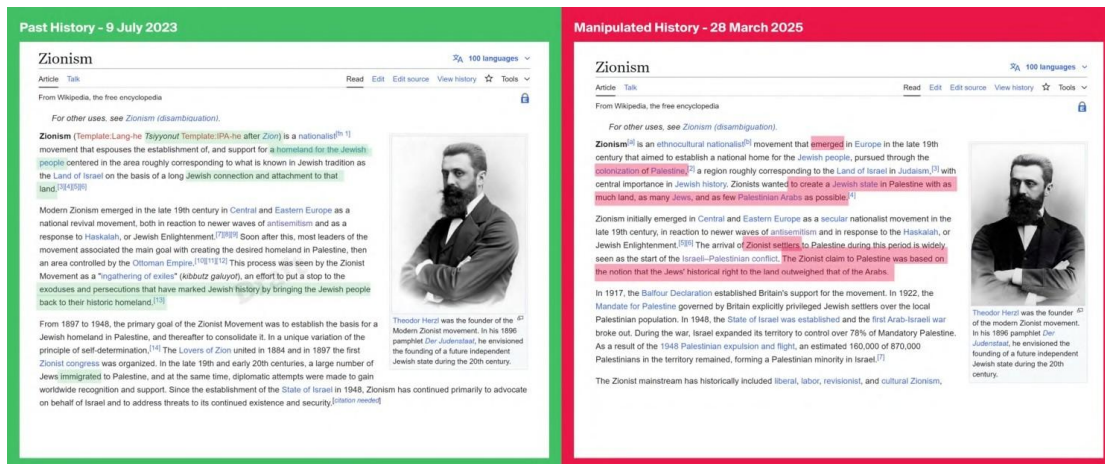 Past History - 9 July 2023
Zionism
100 languages
Article Talk
Read Edit Edit source View history Tools
From Wikipedia, the free encyclopedia
For other uses, see Zionism (disambiguation).
Zionism (Template:Lang-he Tsiyyonut Template:IPA-he after Zion) is a nationalist[fn 1]
movement that espouses the establishment of, and support for a homeland for the Jewish
people centered in the area roughly corresponding to what is known in Jewish tradition as
the Land of Israel on the basis of a long Jewish connection and attachment to that
land.[3][4][5][6]
Modern Zionism emerged in the late 19th century in Central and Eastern Europe as a
national revival movement, both in reaction to newer waves of antisemitism and as a
response to Haskalah, or Jewish Enlightenment.[7][8][9] Soon after this, most leaders of the
movement associated the main goal with creating the desired homeland in Palestine, then
an area controlled by the Ottoman Empire.[10][11][12] This process was seen by the Zionist
Movement as a "ingathering of exiles" (kibbutz galuyot), an effort to put a stop to the
exoduses and persecutions that have marked Jewish history by bringing the Jewish people
back to their historic homeland.[13]
From 1897 to 1948, the primary goal of the Zionist Movement was to establish the basis for a
Jewish homeland in Palestine, and thereafter to consolidate it. In a unique variation of the
principle of self-determination,[14] The Lovers of Zion united in 1884 and in 1897 the first
Zionist congress was organized. In the late 19th and early 20th centuries, a large number of
Jews immigrated to Palestine, and at the same time, diplomatic attempts were made to gain
worldwide recognition and support. Since the establishment of the State of Israel in 1948, Zionism has continued primarily to advocate
on behalf of Israel and to address threats to its continued existence and security.[citation needed]
Theodor Herzl was the founder of the
Modern Zionism movement. In his 1896
pamphlet Der Judenstaat, he envisioned
the founding of a future independent
Jewish state during the 20th century.
Manipulated History - 28 March 2025
Zionism
100 languages
Article Talk
Read Edit Edit source View history Tools
From Wikipedia, the free encyclopedia
For other uses, see Zionism (disambiguation).
Zionism[a] is an ethnocultural nationalist[b] movement that emerged in Europe in the late 19th
century that aimed to establish a national home for the Jewish people, pursued through the
colonization of Palestine,[2] a region roughly corresponding to the Land of Israel in Judaism,[3] with
central importance in Jewish history. Zionists wanted to create a Jewish state in Palestine with as
much land, as many Jews, and as few Palestinian Arabs as possible.[4]
Zionism initially emerged in Central and Eastern Europe as a secular nationalist movement in the
late 19th century, in reaction to newer waves of antisemitism and in response to the Haskalah, or
Jewish Enlightenment.[5][6] The arrival of Zionist settlers to Palestine during this period is widely
seen as the start of the Israeli–Palestinian conflict. The Zionist claim to Palestine was based on
the notion that the Jews' historical right to the land outweighed that of the Arabs.
In 1917, the Balfour Declaration established Britain's support for the movement. In 1922, the
Mandate for Palestine governed by Britain explicitly privileged Jewish settlers over the local
Palestinian population. In 1948, the State of Israel was established and the first Arab-Israeli war
broke out. During the war, Israel expanded its territory to control over 78% of Mandatory Palestine.
As a result of the 1948 Palestinian expulsion and flight, an estimated 160,000 of 870,000
Palestinians in the territory remained, forming a Palestinian minority in Israel.[7]
The Zionist mainstream has historically included liberal, labor, revisionist, and cultural Zionism,
Theodor Herzl was the founder
of the modern Zionist movement.
In his 1896 pamphlet Der
Judenstaat, he envisioned the
founding of a future independent
Jewish state during the 20th
century.